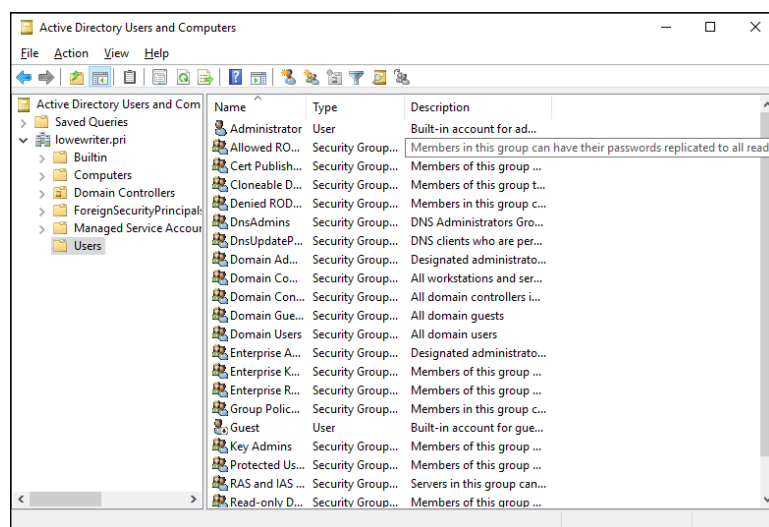 Active Directory Users and Computers
File Action View Help
Active Directory Users and Com
Saved Queries
lowewriter.pri
Builtin
Computers
Domain Controllers
ForeignSecurityPrincipals
Managed Service Accour
Users
Name Type Description
Administrator User Built-in account for ad...
Allowed RO... Security Group... Members in this group can have their passwords replicated to all read
Cert Publish... Security Group... Members of this group ...
Cloneable D... Security Group... Members of this group t...
Denied ROD... Security Group... Members in this group c...
DnsAdmins Security Group... DNS Administrators Gro...
DnsUpdateP... Security Group... DNS clients who are per...
Domain Ad... Security Group... Designated administrato...
Domain Co... Security Group... All workstations and ser...
Domain Con... Security Group... All domain controllers i...
Domain Gue... Security Group... All domain guests
Domain Users Security Group... All domain users
Enterprise A... Security Group... Designated administrato...
Enterprise K... Security Group... Members of this group ...
Enterprise R... Security Group... Members of this group ...
Group Polic... Security Group... Members in this group c...
Guest User Built-in account for gue...
Key Admins Security Group... Members of this group ...
Protected Us... Security Group... Members of this group ...
RAS and IAS ... Security Group... Servers in this group can...
Read-only D... Security Group... Members of this group ...